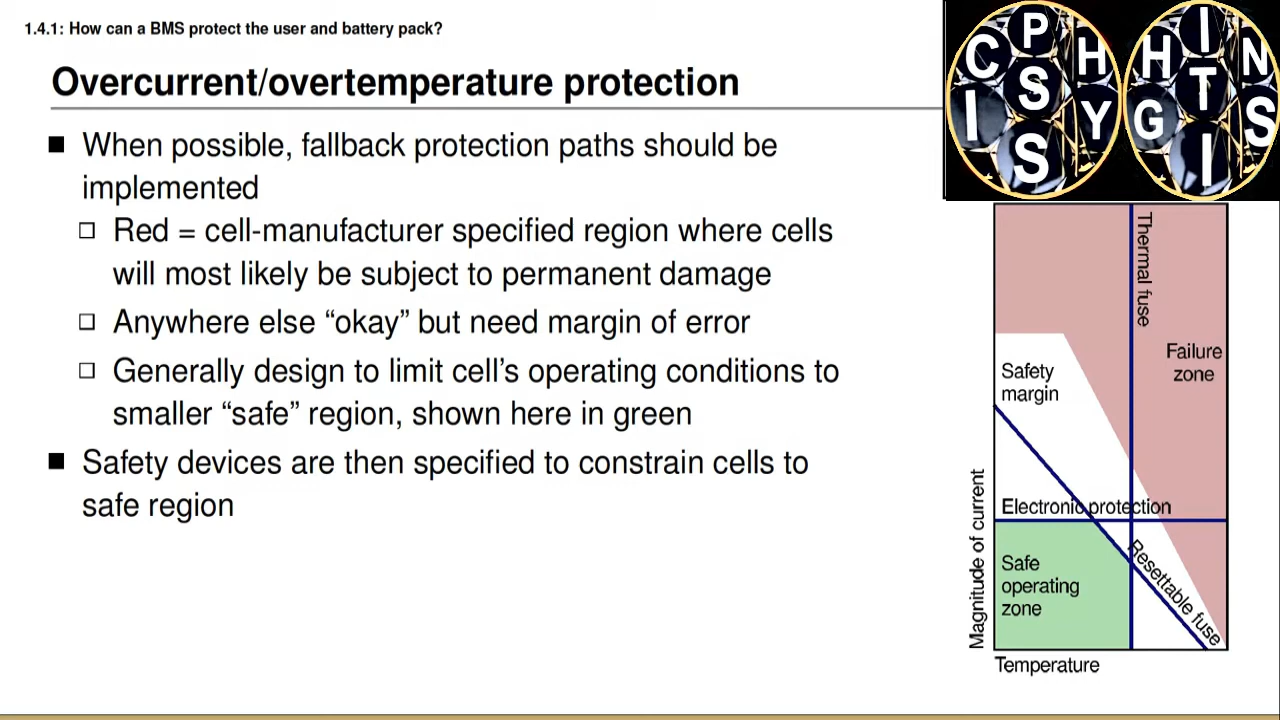 1.4.1: How can a BMS protect the user and battery pack?
Overcurrent/overtemperature protection
When possible, fallback protection paths should be
implemented
Red = cell-manufacturer specified region where cells
will most likely be subject to permanent damage
Anywhere else “okay” but need margin of error
Generally design to limit cell’s operating conditions to
smaller “safe” region, shown here in green
Safety devices are then specified to constrain cells to
safe region
C P H
I S Y
S
H I N
G T S
I
Thermal fuse
Failure
zone
Safety
margin
Electronic protection
Safe
operating
zone
Resettable fuse
Magnitude of current
Temperature